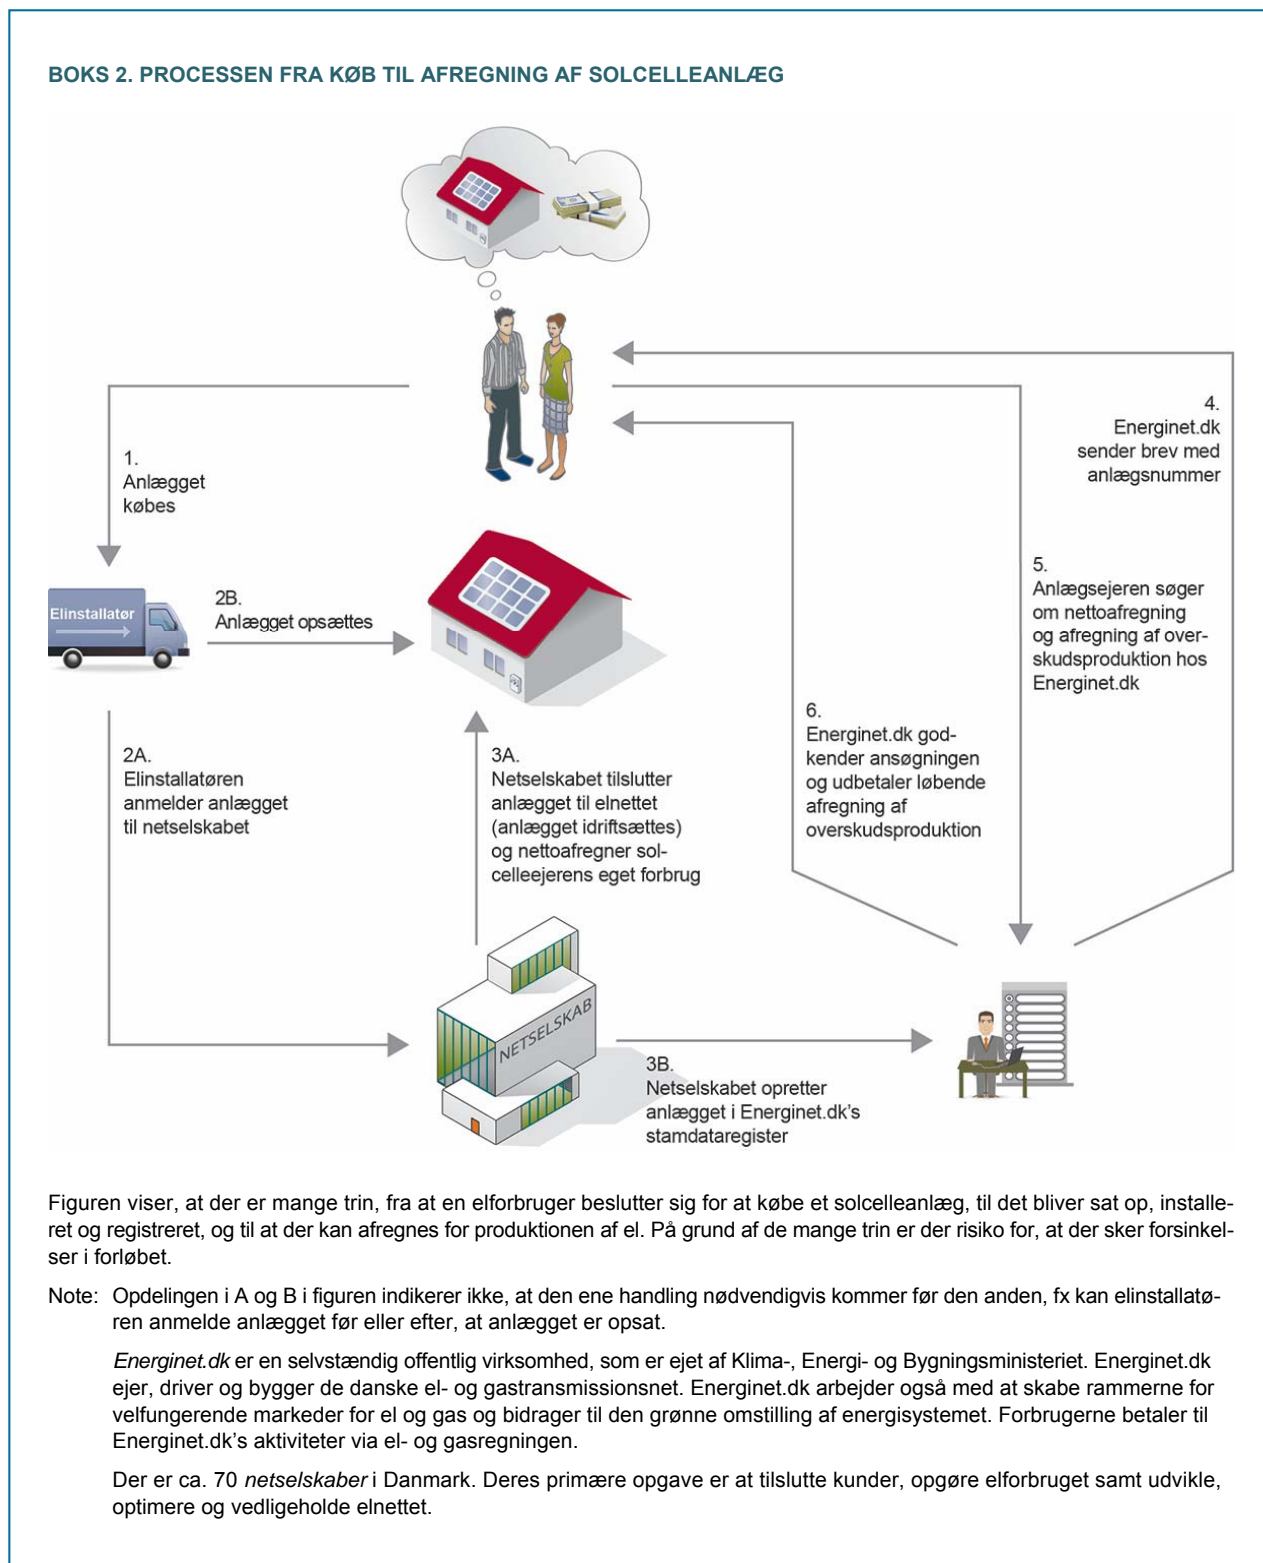 BOKS 2. PROCESSEN FRA KØB TIL AFREGNING AF SOLCELLEANLÆG
1.
Anlægget
købes
4.
Energinet.dk
sender brev med
anlægsnummer
Elinstallatør
2B.
Anlægget opsættes
5.
Anlægsejeren søger
om nettoafregning
og afregning af over-
skudsproduktion hos
Energinet.dk
2A.
Elinstallatøren
anmelder anlægget
til netselskabet
3A.
Netselskabet tilslutter
anlægget til elnettet
(anlægget idriftsættes)
og nettoafregner sol-
celleejerens eget forbrug
6.
Energinet.dk god-
kender ansøgningen
og udbetaler løbende
afregning af
overskudsproduktion
NETSELSKAB
3B.
Netselskabet opretter
anlægget i Energinet.dk's
stamdataregister
Figuren viser, at der er mange trin, fra at en elforbruger beslutter sig for at købe et solcelleanlæg, til det bliver sat op, installe-
ret og registreret, og til at der kan afregnes for produktionen af el. På grund af de mange trin er der risiko for, at der sker forsinkel-
ser i forløbet.
Note: Opdelingen i A og B i figuren indikerer ikke, at den ene handling nødvendigvis kommer før den anden, fx kan elinstallatø-
ren anmelde anlægget før eller efter, at anlægget er opsat.
Energinet.dk er en selvstændig offentlig virksomhed, som er ejet af Klima-, Energi- og Bygningsministeriet. Energinet.dk
ejer, driver og bygger de danske el- og gastransmissionsnet. Energinet.dk arbejder også med at skabe rammerne for
velfungerende markeder for el og gas og bidrager til den grønne omstilling af energisystemet. Forbrugerne betaler til
Energinet.dk's aktiviteter via el- og gasregningen.
Der er ca. 70 netselskaber i Danmark. Deres primære opgave er at tilslutte kunder, opgøre elforbruget samt udvikle,
optimere og vedligeholde elnettet.